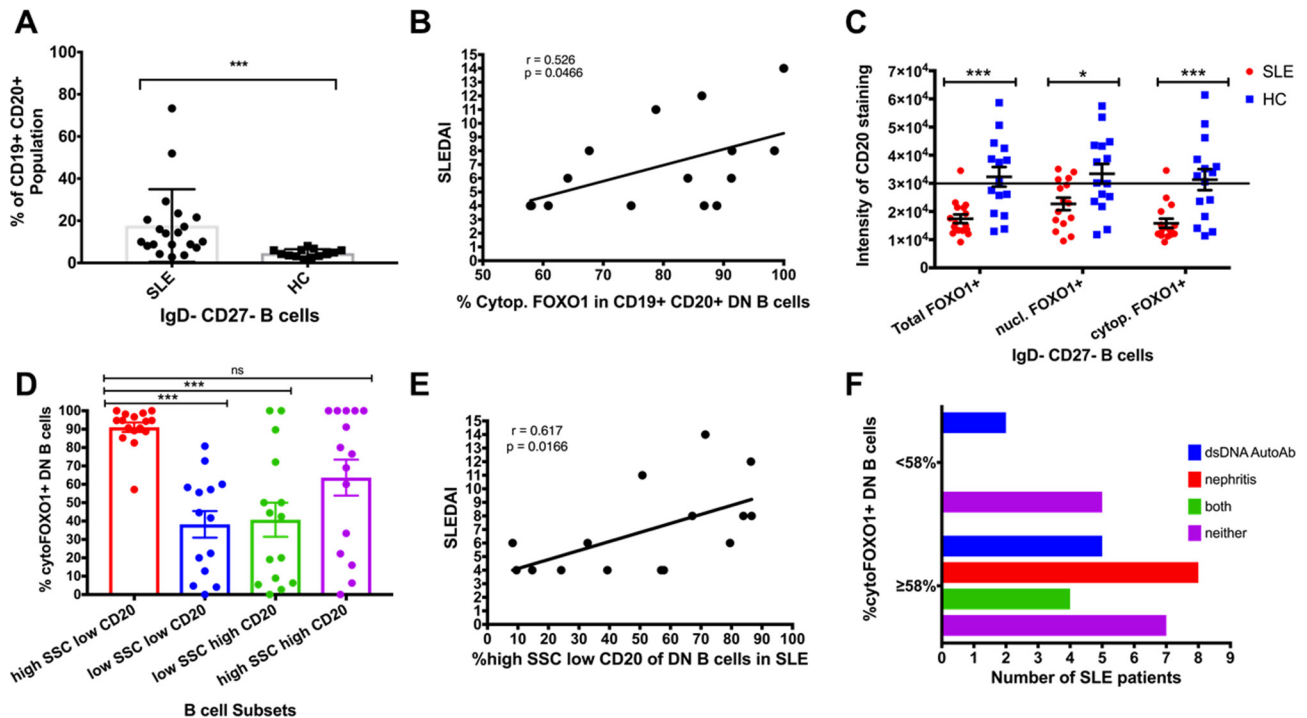 A
% of CD19+ CD20+
Population
100
80
60
40
20
0
***
SLE
HC
IgD- CD27- B cells
B
SLEDAI
r = 0.526
p = 0.0466
15
14
13
12
11
10
9
8
7
6
5
4
3
2
1
0
50
60
70
80
90
100
% Cytop. FOXO1 in CD19+ CD20+ DN B cells
C
Intensity of CD20 staining
7×10⁴
6×10⁴
5×10⁴
4×10⁴
3×10⁴
2×10⁴
1×10⁴
0
***
*
***
SLE
HC
Total FOXO1+
nucl. FOXO1+
cytop. FOXO1+
IgD- CD27- B cells
D
% cytoFOXO1+ DN B cells
ns
***
***
100
90
80
70
60
50
40
30
20
10
0
high SSC low CD20
low SSC low CD20
low SSC high CD20
high SSC high CD20
B cell Subsets
E
SLEDAI
r = 0.617
p = 0.0166
15
14
13
12
11
10
9
8
7
6
5
4
3
2
1
0
0
10
20
30
40
50
60
70
80
90
100
%high SSC low CD20 of DN B cells in SLE
F
%cytoFOXO1+ DN B cells
<58%
≥58%
dsDNA AutoAb
nephritis
both
neither
0
1
2
3
4
5
6
7
8
9
Number of SLE patients